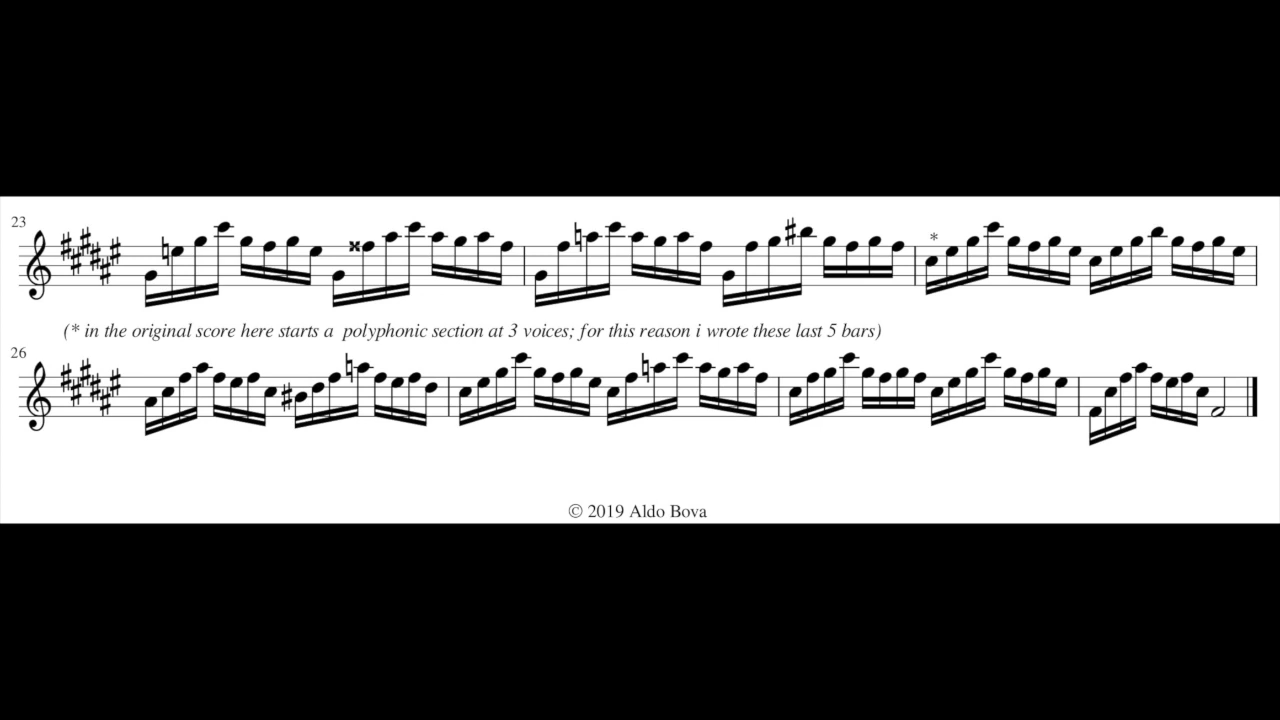 23
*
(* in the original score here starts a polyphonic section at 3 voices; for this reason i wrote these last 5 bars)
26
© 2019 Aldo Bova